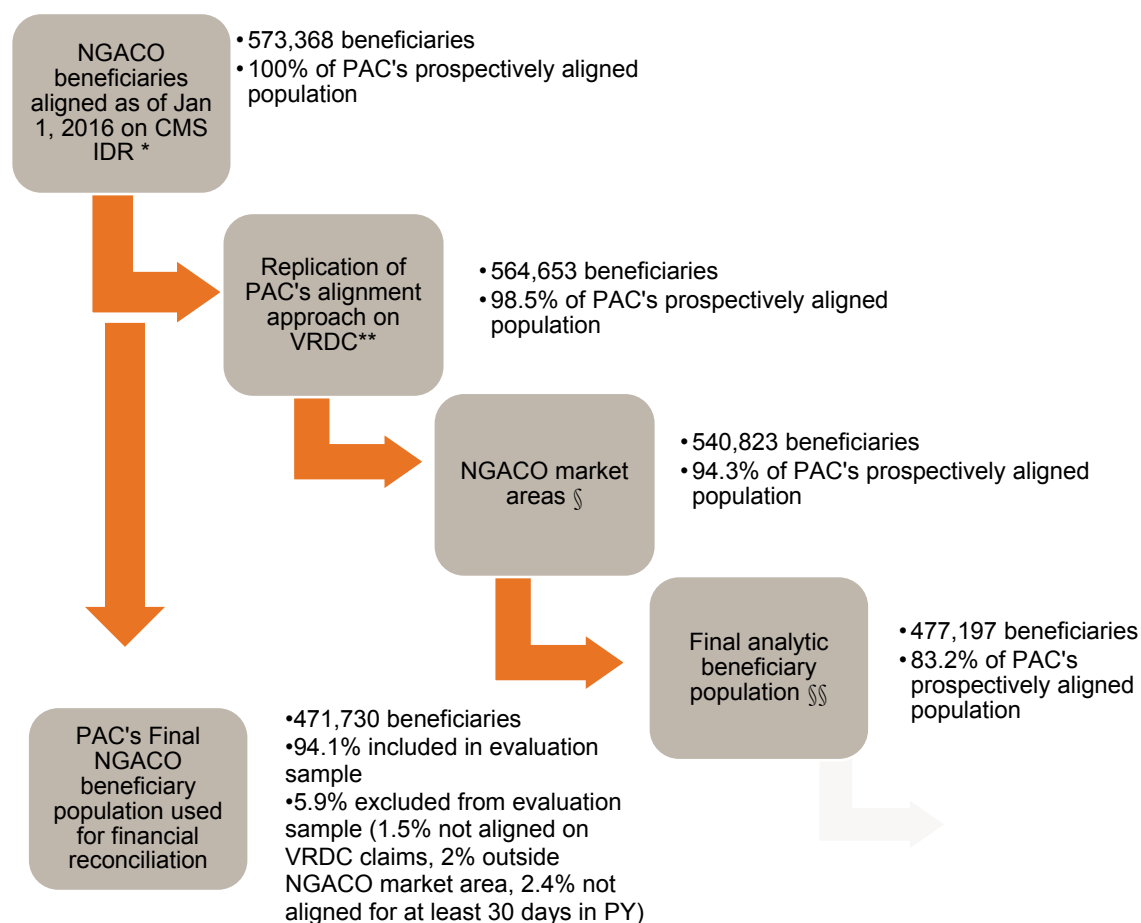 NGACO
beneficiaries
aligned as of Jan
1, 2016 on CMS
IDR *
•573,368 beneficiaries
•100% of PAC's prospectively aligned
population
Replication of
PAC's alignment
approach on
VRDC**
•564,653 beneficiaries
•98.5% of PAC's prospectively aligned
population
NGACO market
areas §
•540,823 beneficiaries
•94.3% of PAC's prospectively aligned
population
Final analytic
beneficiary
population §§
•477,197 beneficiaries
•83.2% of PAC's
prospectively aligned
population
PAC's Final
NGACO
beneficiary
population used
for financial
reconciliation
•471,730 beneficiaries
•94.1% included in evaluation
sample
•5.9% excluded from evaluation
sample (1.5% not aligned on
VRDC claims, 2% outside
NGACO market area, 2.4% not
aligned for at least 30 days in PY)